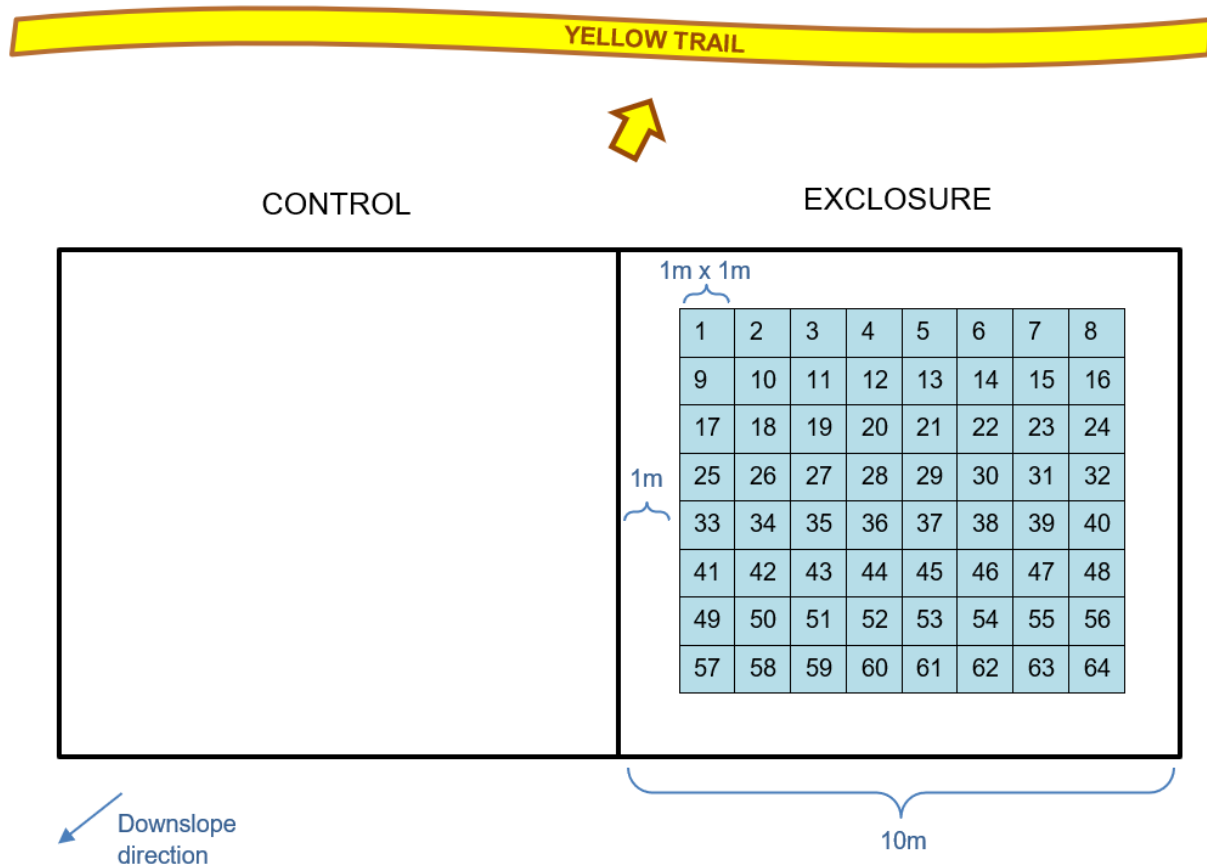 YELLOW TRAIL
CONTROL
EXCLOSURE
1m x 1m
1 2 3 4 5 6 7 8
9 10 11 12 13 14 15 16
17 18 19 20 21 22 23 24
1m
25 26 27 28 29 30 31 32
33 34 35 36 37 38 39 40
41 42 43 44 45 46 47 48
49 50 51 52 53 54 55 56
57 58 59 60 61 62 63 64
Downslope
direction
10m